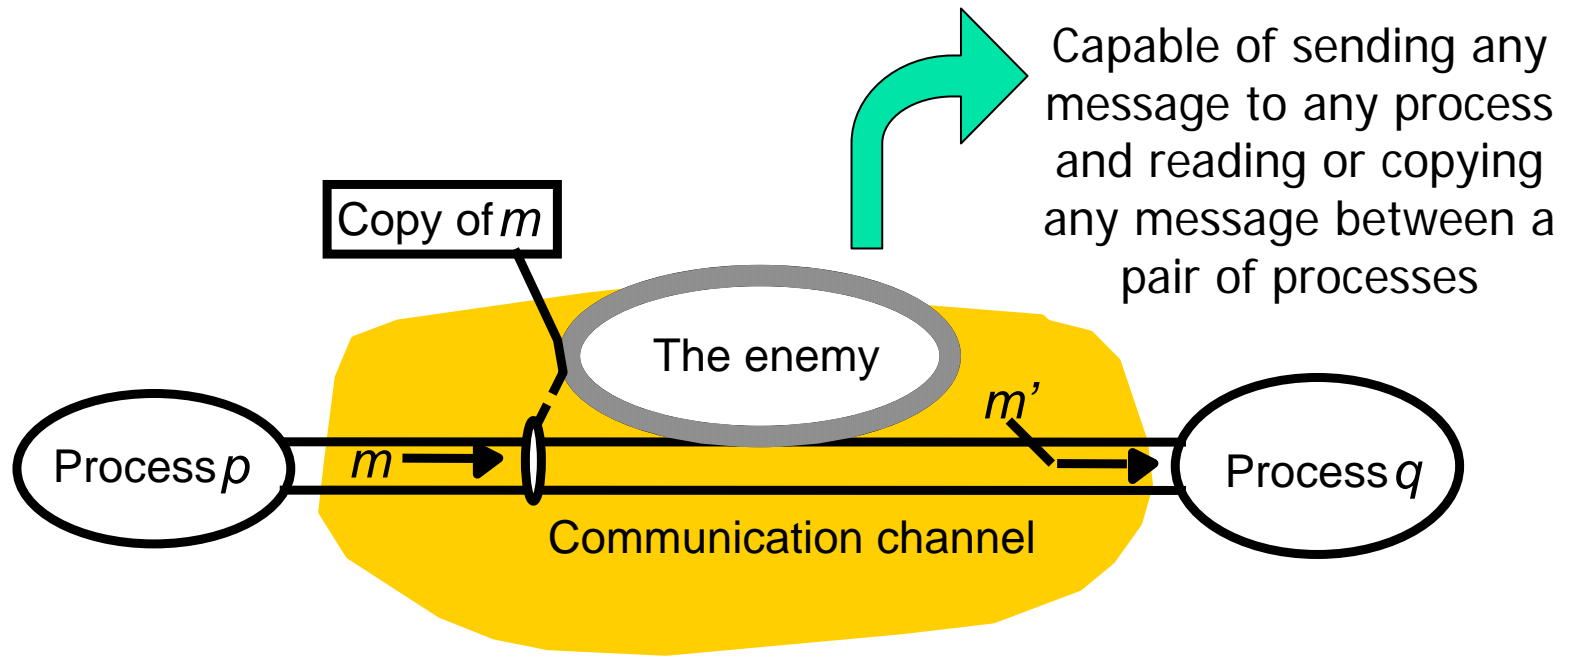 Capable of sending any
message to any process
and reading or copying
any message between a
pair of processes
Copy of m
The enemy
m’
Process p
m
Process q
Communication channel